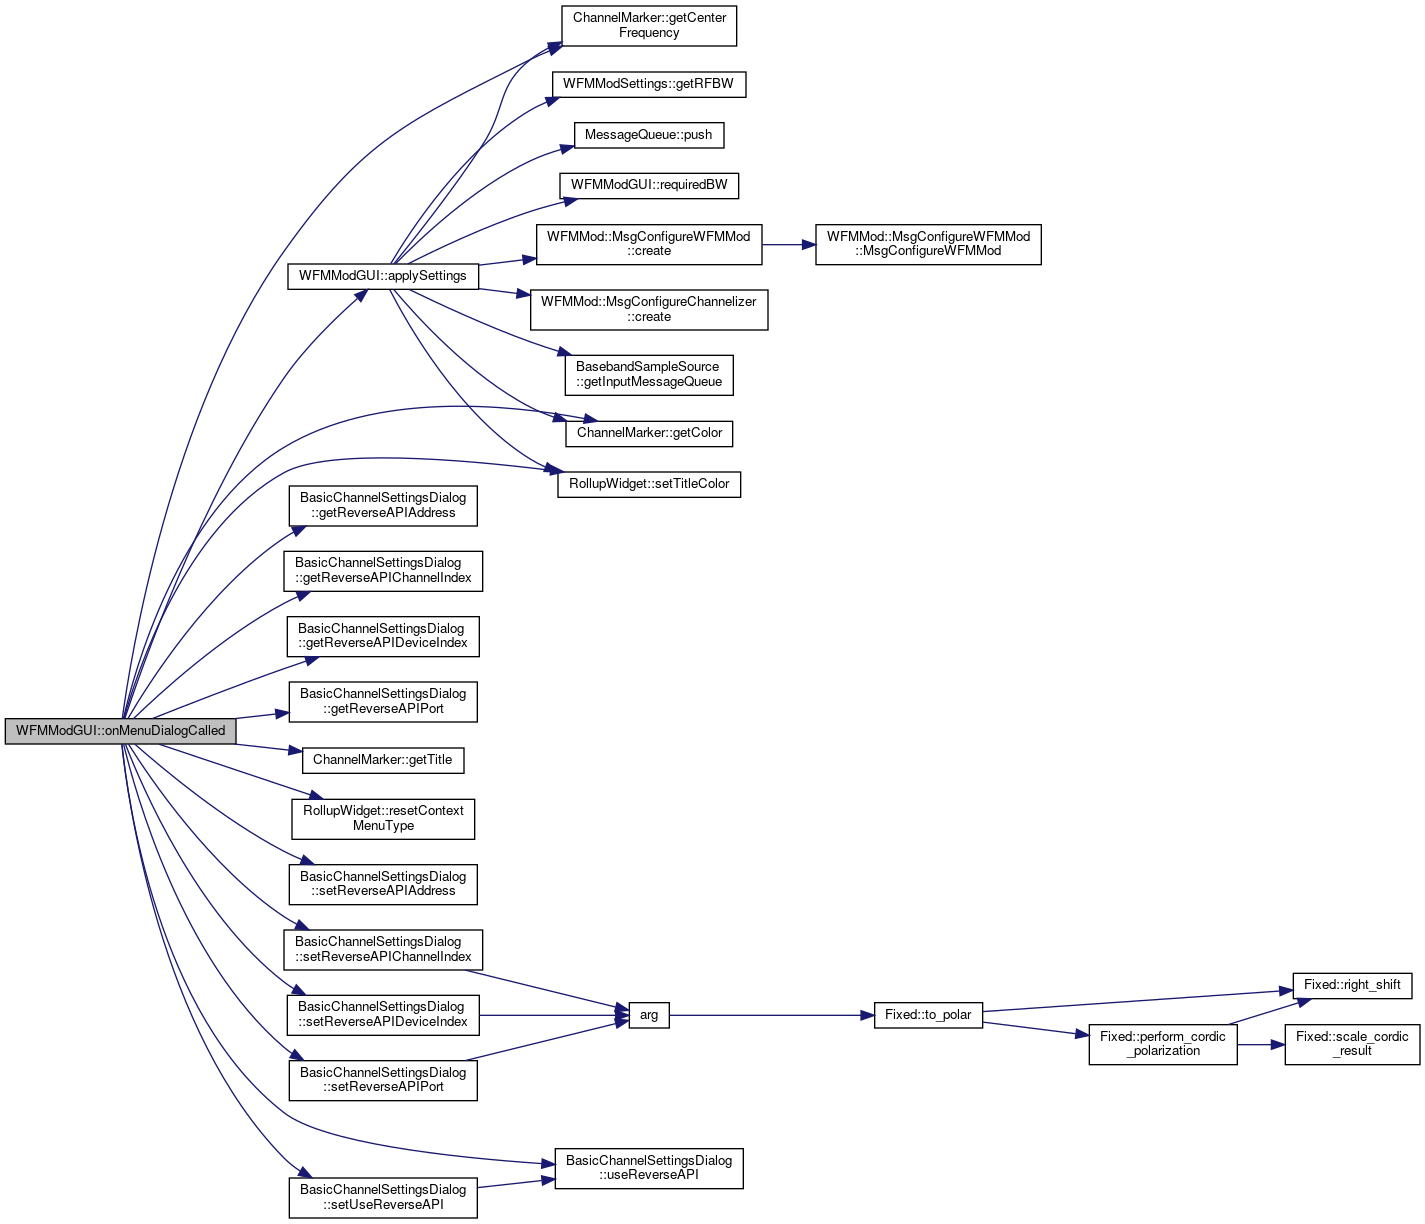 ChannelMarker::getCenter
Frequency
WFMModSettings::getRFBW
MessageQueue::push
WFMModGUI::requiredBW
WFMMod::MsgConfigureWFMMod
::create
WFMMod::MsgConfigureWFMMod
::MsgConfigureWFMMod
WFMModGUI::applySettings
WFMMod::MsgConfigureChannelizer
::create
BasebandSampleSource
::getInputMessageQueue
ChannelMarker::getColor
RollupWidget::setTitleColor
BasicChannelSettingsDialog
::getReverseAPIAddress
BasicChannelSettingsDialog
::getReverseAPIChannelIndex
BasicChannelSettingsDialog
::getReverseAPIDeviceIndex
BasicChannelSettingsDialog
::getReverseAPIPort
WFMModGUI::onMenuDialogCalled
ChannelMarker::getTitle
RollupWidget::resetContext
MenuType
BasicChannelSettingsDialog
::setReverseAPIAddress
BasicChannelSettingsDialog
::setReverseAPIChannelIndex
BasicChannelSettingsDialog
::setReverseAPIDeviceIndex
arg
Fixed::to_polar
Fixed::right_shift
Fixed::perform_cordic
_polarization
Fixed::scale_cordic
_result
BasicChannelSettingsDialog
::setReverseAPIPort
BasicChannelSettingsDialog
::useReverseAPI
BasicChannelSettingsDialog
::setUseReverseAPI